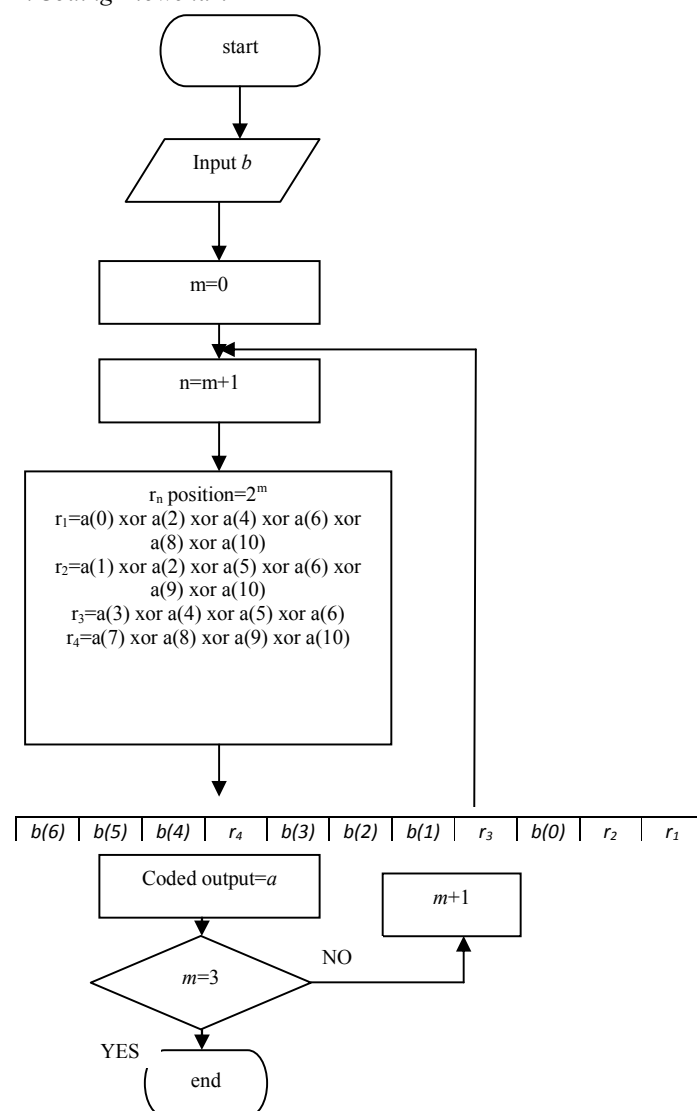 start
Input b
m=0
n=m+1
rₙ position=2ᵐ
r₁=a(0) xor a(2) xor a(4) xor a(6) xor
a(8) xor a(10)
r₂=a(1) xor a(2) xor a(5) xor a(6) xor
a(9) xor a(10)
r₃=a(3) xor a(4) xor a(5) xor a(6)
r₄=a(7) xor a(8) xor a(9) xor a(10)
b(6) b(5) b(4) r₄ b(3) b(2) b(1) r₃ b(0) r₂ r₁
Coded output=a
m+1
m=3
NO
YES
end